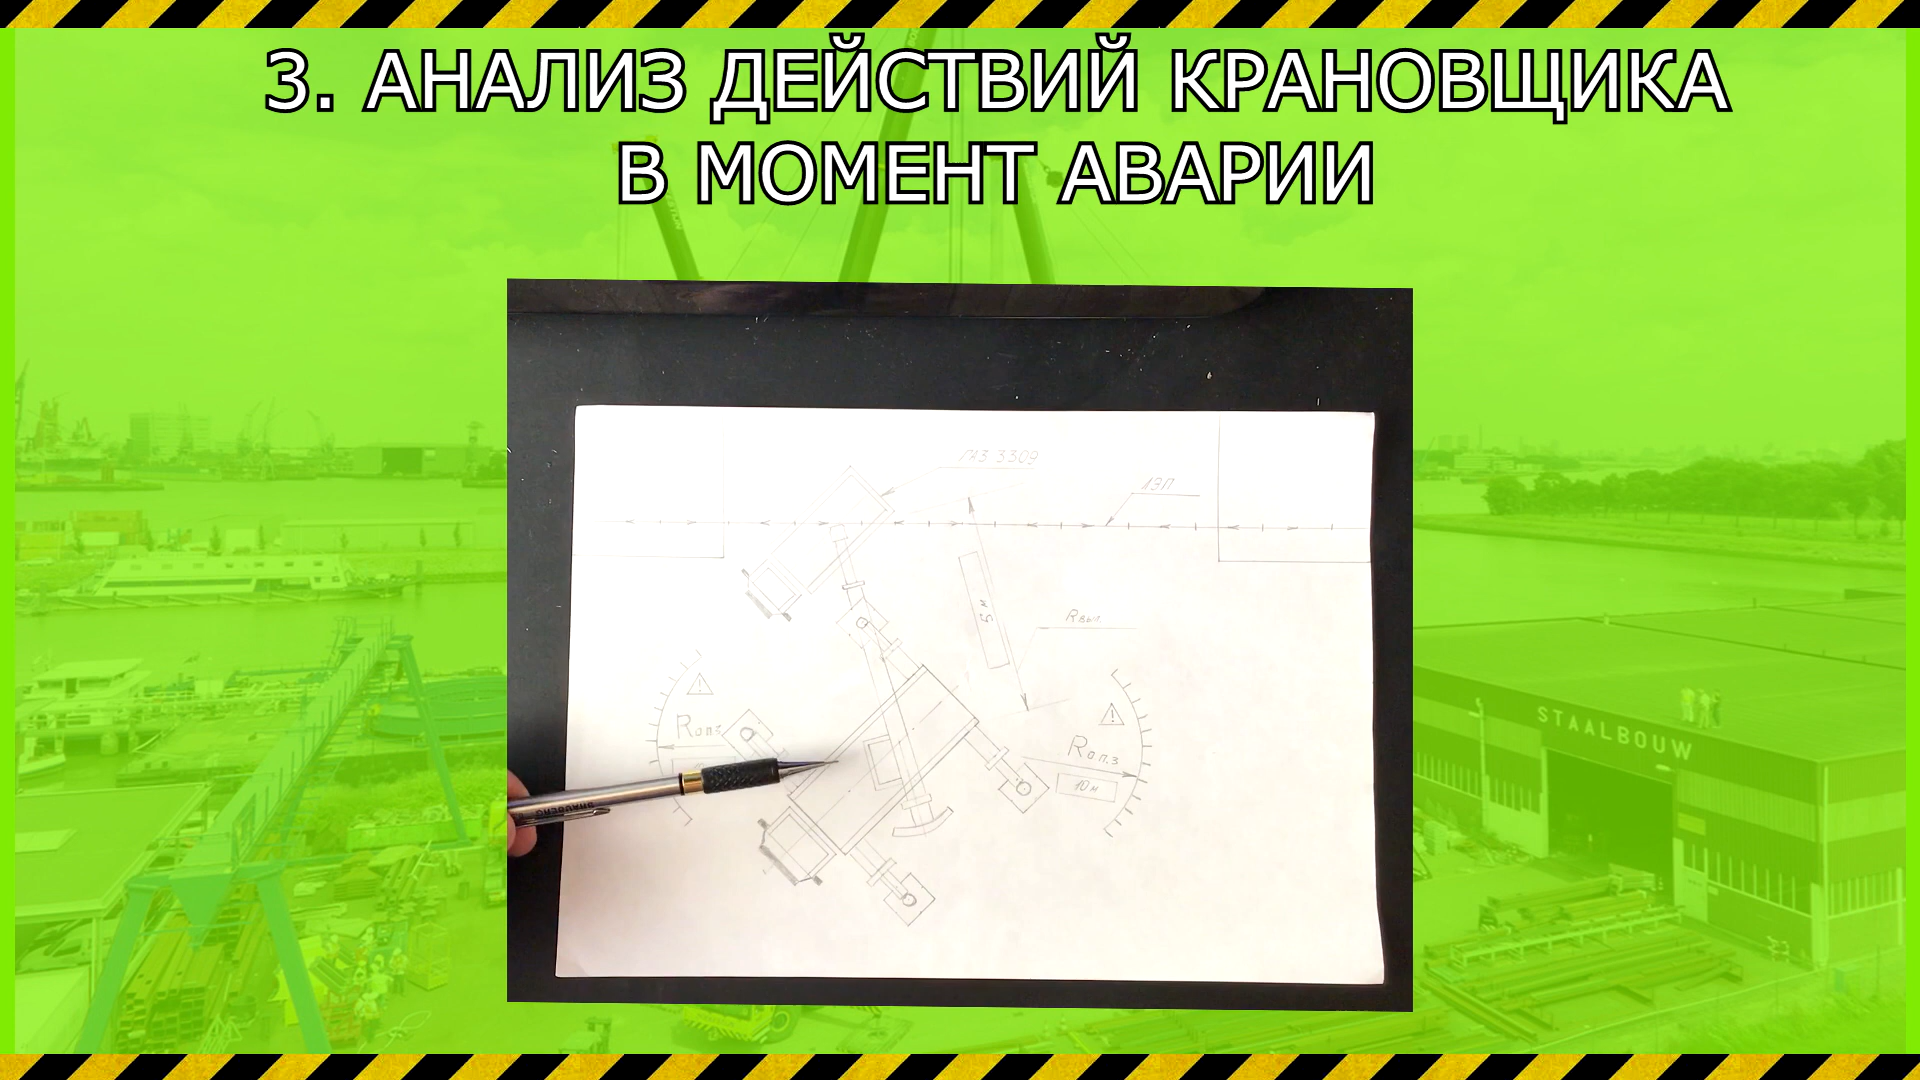 3. АНАЛИЗ ДЕЙСТВИЙ КРАНОВЩИКА
В МОМЕНТ АВАРИИ
ГАЗ 3309
ЛЭП
5 м
Rвыл.
Rоп.з
Rоп.з
10 м
STAALBOUW